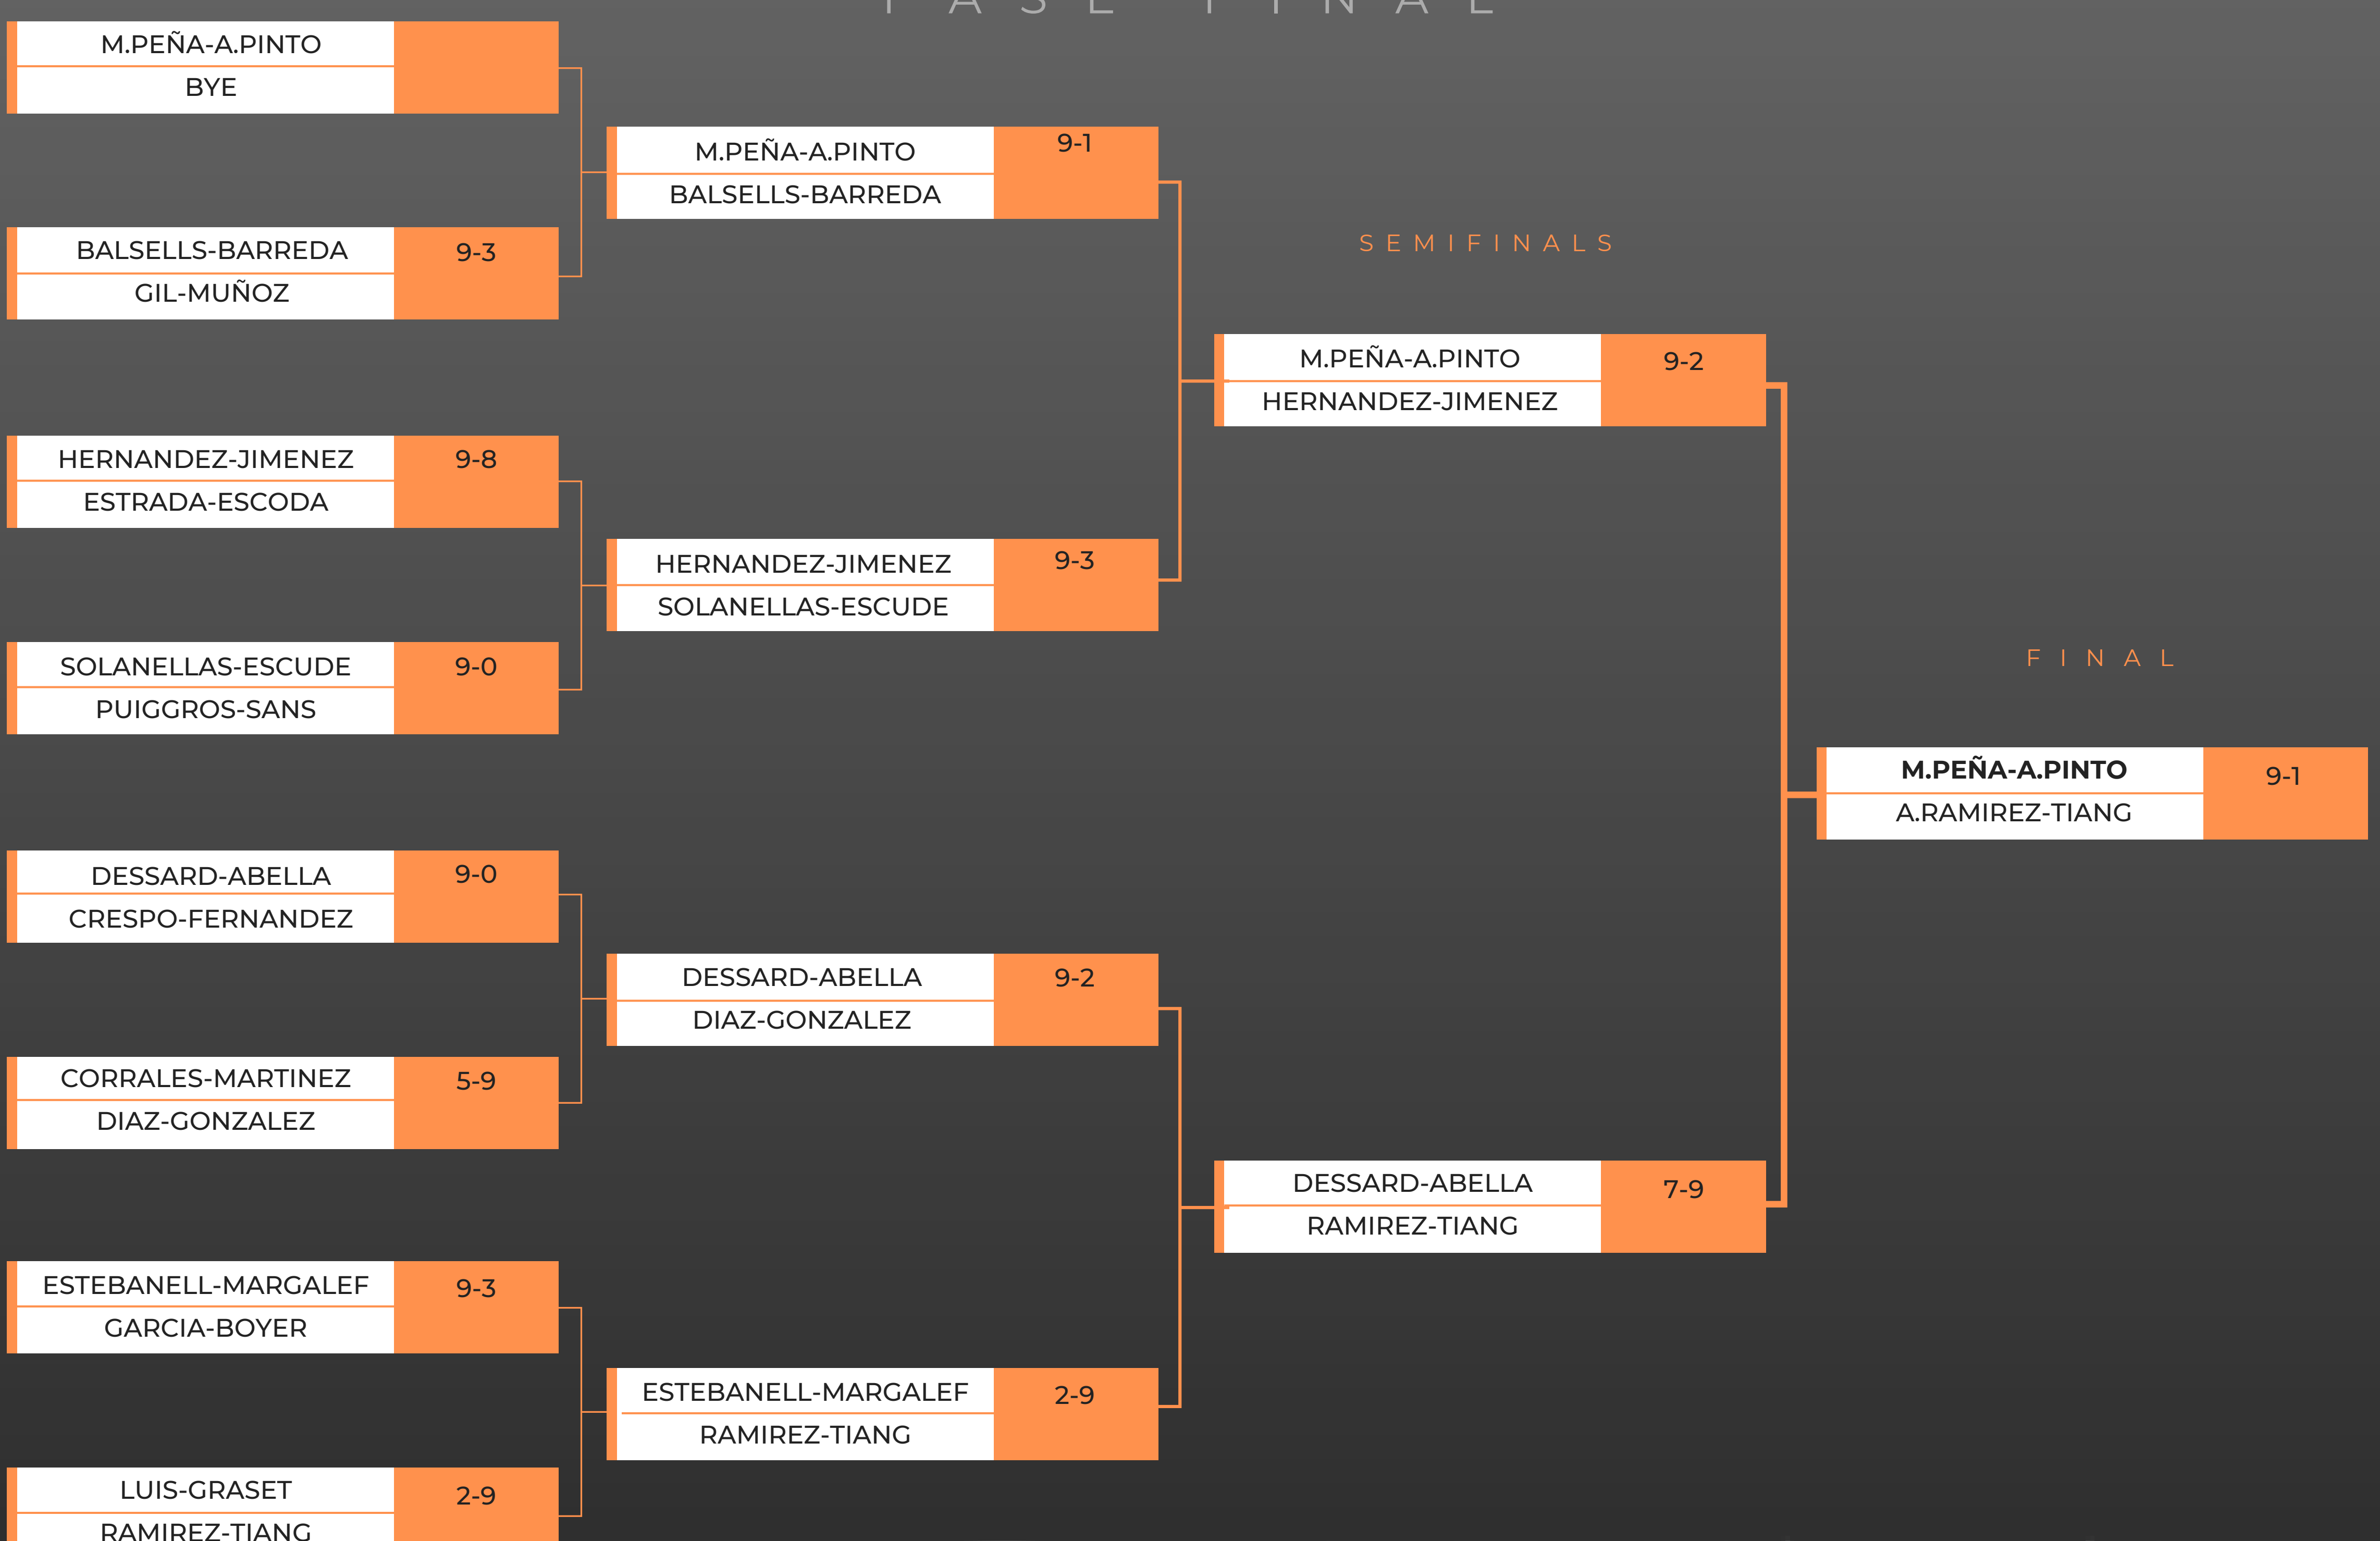 FASE FINAL
M.PEÑA-A.PINTO
BYE
BALSELLS-BARREDA
9-3
GIL-MUÑOZ
HERNANDEZ-JIMENEZ
9-8
ESTRADA-ESCODA
SOLANELLAS-ESCUDE
9-0
PUIGGROS-SANS
DESSARD-ABELLA
9-0
CRESPO-FERNANDEZ
CORRALES-MARTINEZ
5-9
DIAZ-GONZALEZ
ESTEBANELL-MARGALEF
9-3
GARCIA-BOYER
LUIS-GRASET
2-9
RAMIREZ-TIANG
M.PEÑA-A.PINTO
9-1
BALSELLS-BARREDA
HERNANDEZ-JIMENEZ
9-3
SOLANELLAS-ESCUDE
DESSARD-ABELLA
9-2
DIAZ-GONZALEZ
ESTEBANELL-MARGALEF
2-9
RAMIREZ-TIANG
SEMIFINALS
M.PEÑA-A.PINTO
9-2
HERNANDEZ-JIMENEZ
DESSARD-ABELLA
7-9
RAMIREZ-TIANG
FINAL
M.PEÑA-A.PINTO
9-1
A.RAMIREZ-TIANG